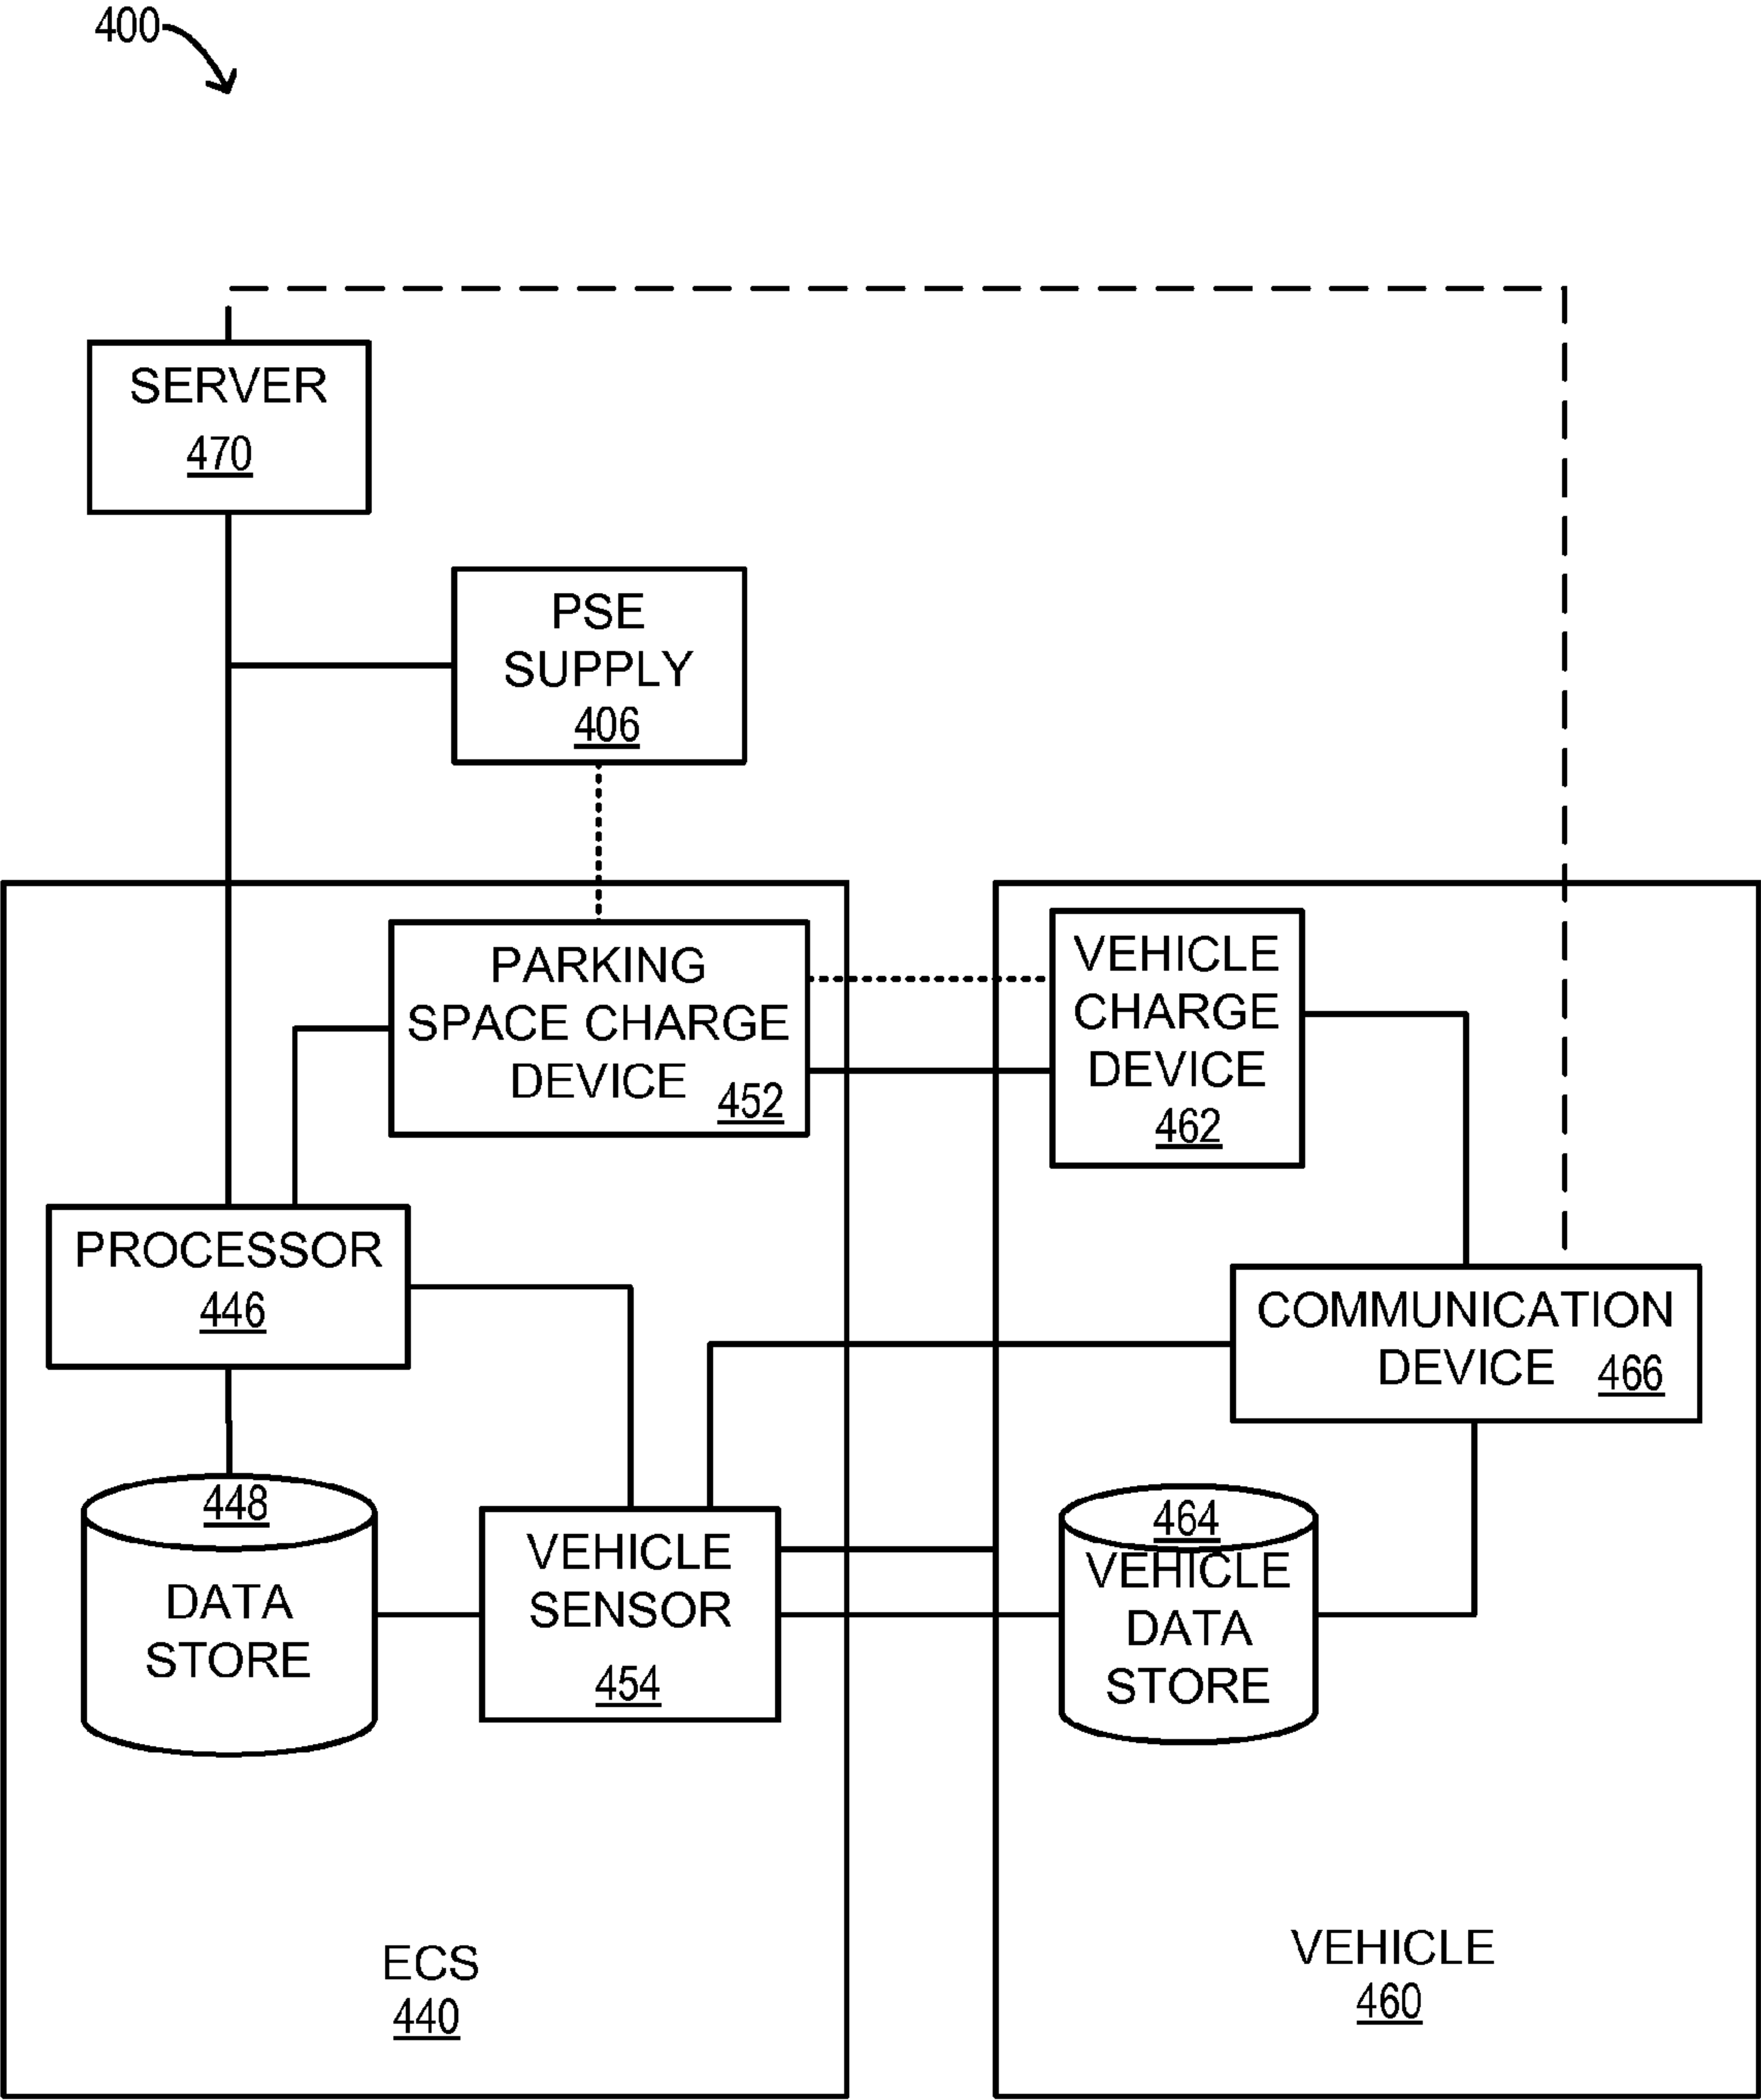 400
SERVER
470
PSE
SUPPLY
406
PARKING
SPACE CHARGE
DEVICE 452
VEHICLE
CHARGE
DEVICE
462
PROCESSOR
446
COMMUNICATION
DEVICE 466
448
DATA
STORE
VEHICLE
SENSOR
454
464
VEHICLE
DATA
STORE
ECS
440
VEHICLE
460